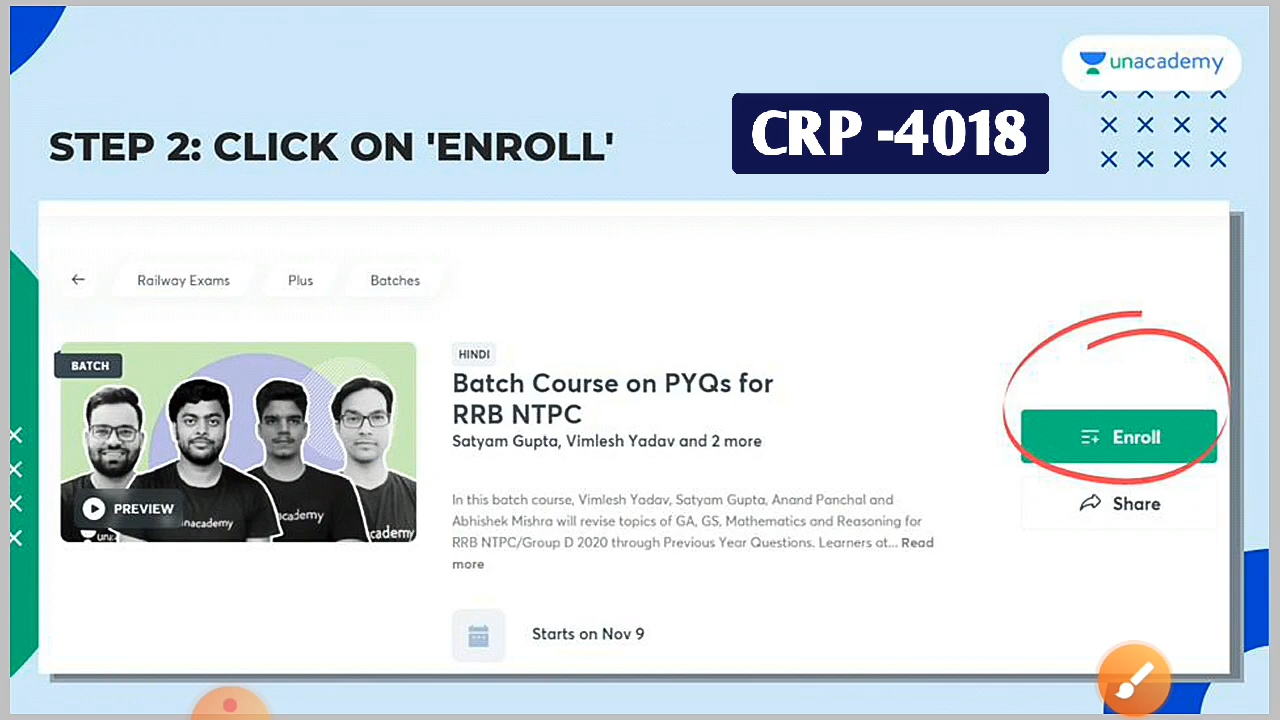 unacademy
STEP 2: CLICK ON 'ENROLL'
CRP -4018
Railway Exams
Plus
Batches
BATCH
PREVIEW
unacademy
cademy
cademy
HINDI
Batch Course on PYQs for
RRB NTPC
Satyam Gupta, Vimlesh Yadav and 2 more
In this batch course, Vimlesh Yadav, Satyam Gupta, Anand Panchal and
Abhishek Mishra will revise topics of GA, GS, Mathematics and Reasoning for
RRB NTPC/Group D 2020 through Previous Year Questions. Learners at... Read
more
Starts on Nov 9
Enroll
Share